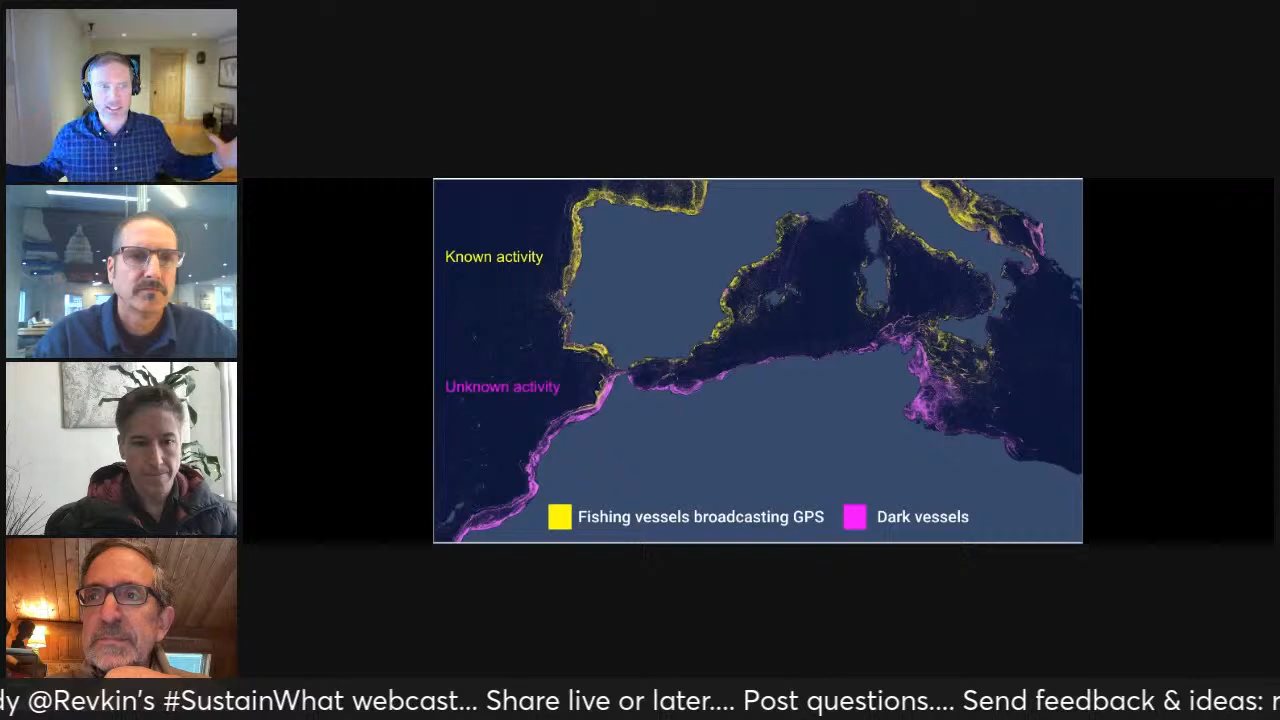 Known activity
Unknown activity
Fishing vessels broadcasting GPS
Dark vessels
@Revkin's #SustainWhat webcast... Share live or later.... Post questions.... Send feedback & ideas: